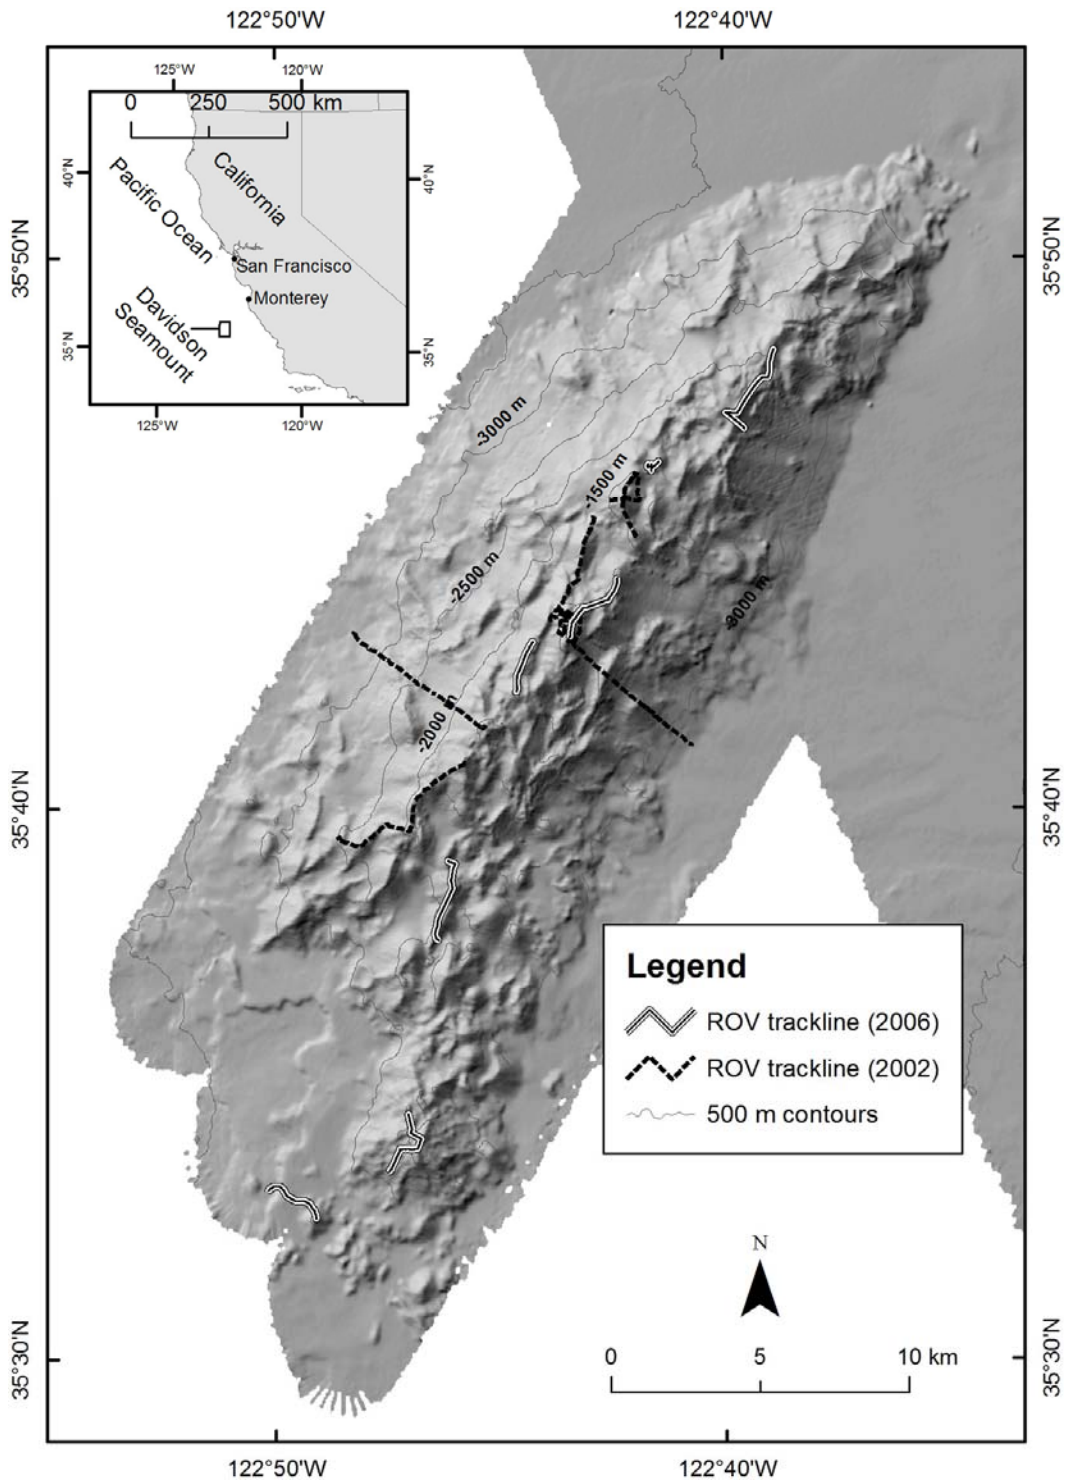 122°50'W 122°40'W
125°W 120°W
0 250 500 km
40°N 40°N
California
Pacific Ocean
San Francisco
Monterey
Davidson
Seamount
35°N 35°N
125°W 120°W
35°50'N 35°50'N
-3000 m
-1500 m
-2500 m
-3000 m
-2000 m
35°40'N 35°40'N
Legend
ROV trackline (2006)
ROV trackline (2002)
500 m contours
N
0 5 10 km
35°30'N 35°30'N
122°50'W 122°40'W